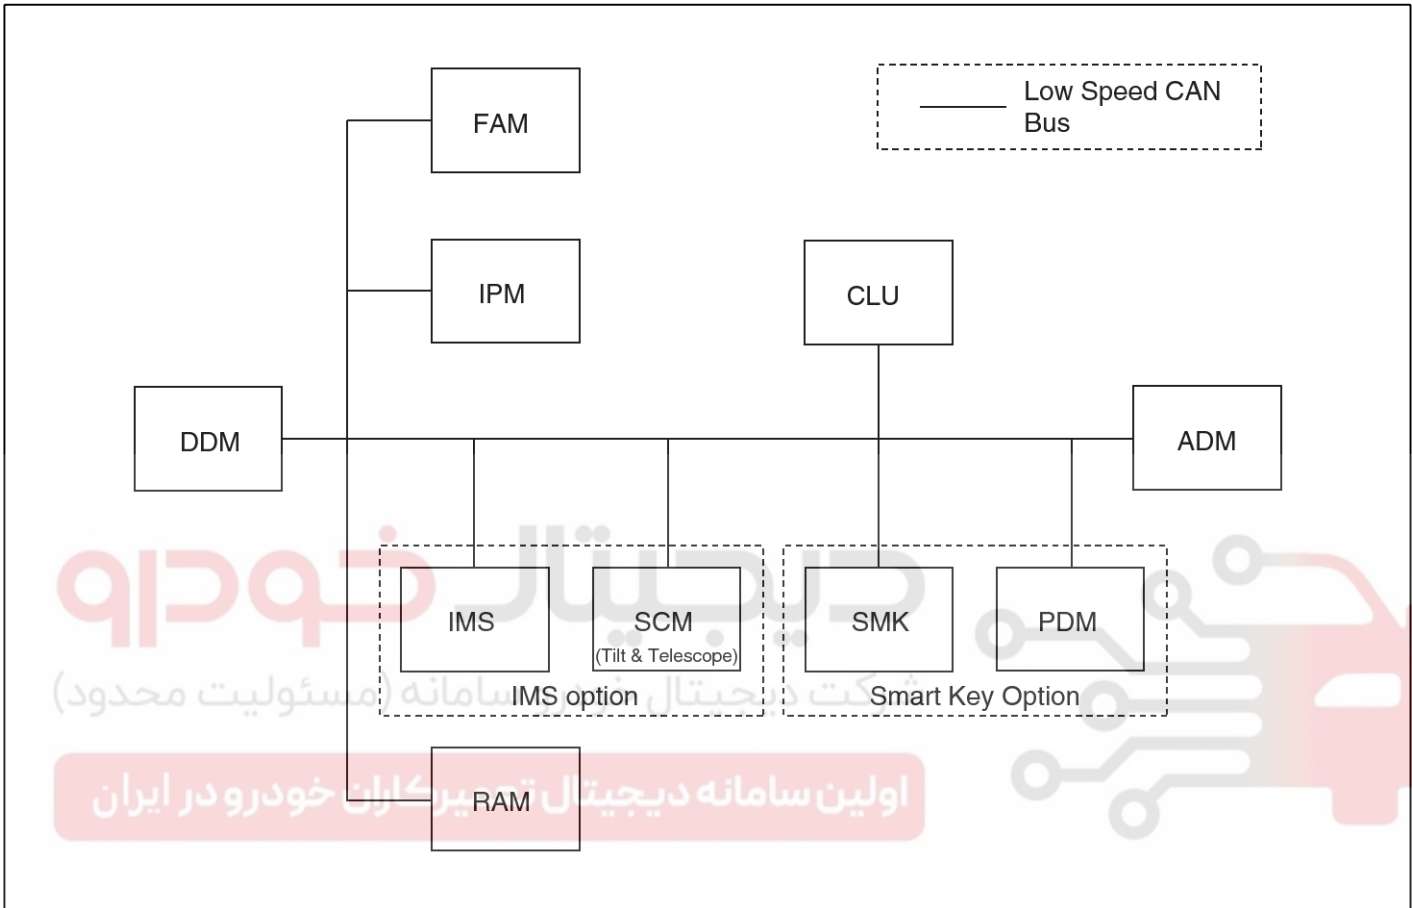 FAM
Low Speed CAN
Bus
IPM
CLU
DDM
ADM
دیجیتال خودرو
IMS
SCM
(Tilt & Telescope)
SMK
PDM
IMS option
Smart Key Option
شرکت دیجیتال خودرو سامانه (مسئولیت محدود)
RAM
اولین سامانه دیجیتال تعمیرکاران خودرو در ایران